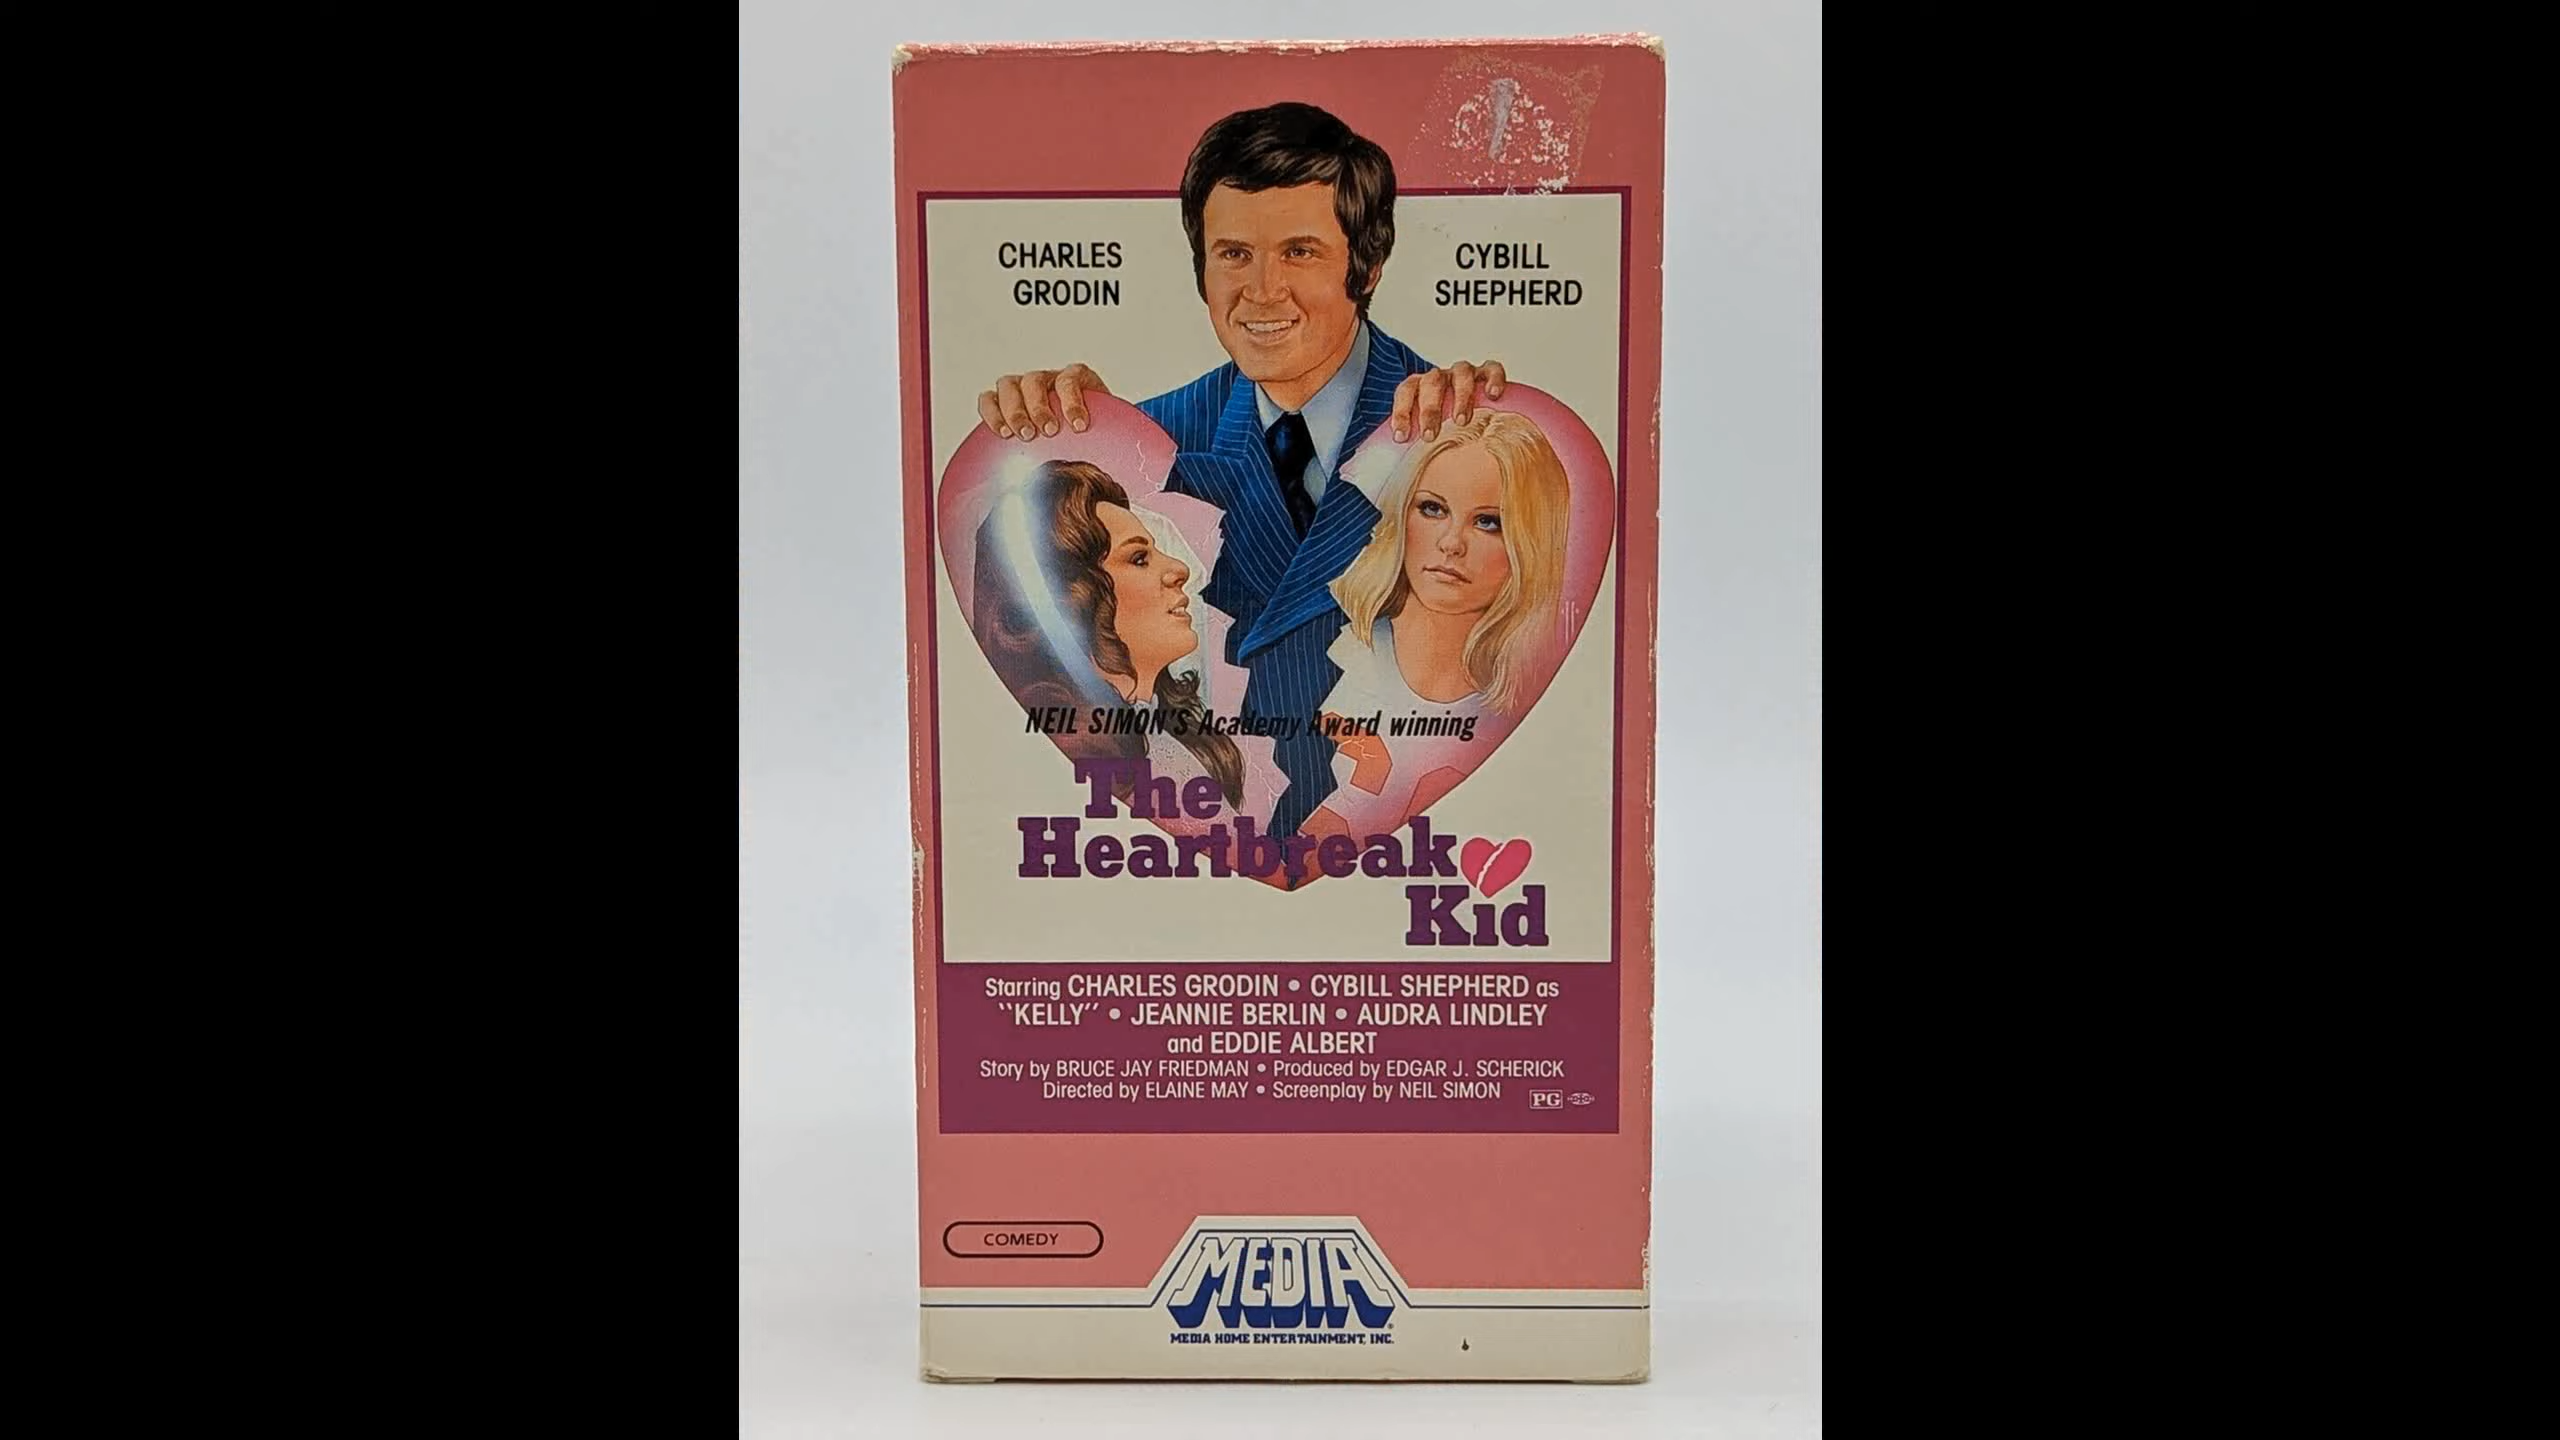 CHARLES
GRODIN
CYBILL
SHEPHERD
NEIL SIMON'S Academy Award winning
The
Heartbreak
Kid
Starring CHARLES GRODIN • CYBILL SHEPHERD as
"KELLY" • JEANNIE BERLIN • AUDRA LINDLEY
and EDDIE ALBERT
Story by BRUCE JAY FRIEDMAN • Produced by EDGAR J. SCHERICK
Directed by ELAINE MAY • Screenplay by NEIL SIMON
PG
COMEDY
MEDIA®
MEDIA HOME ENTERTAINMENT, INC.